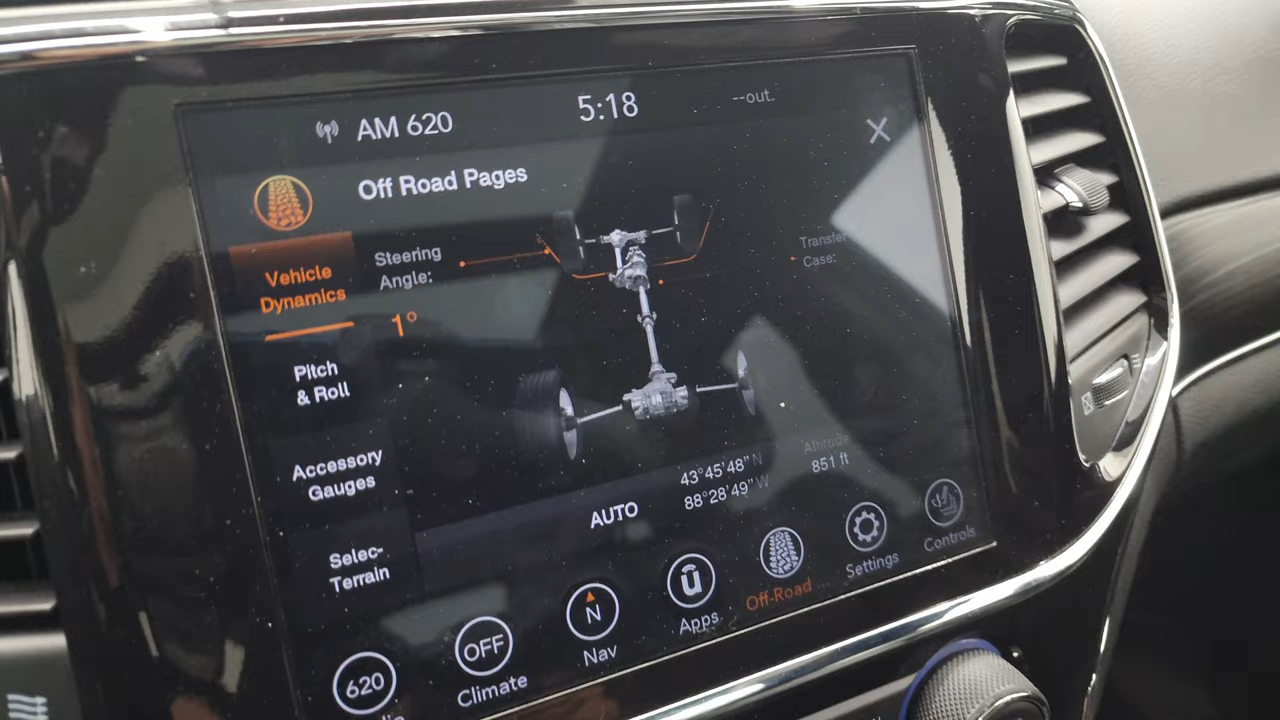 AM 620
5:18
--out.
Off Road Pages
Vehicle
Dynamics
Steering
Angle:
1°
Transfer
Case:
Pitch
& Roll
Accessory
Gauges
Selec-
Terrain
AUTO
43°45'48" N
88°28'49" W
Altitude
851 ft
620
OFF
Climate
N
Nav
Apps
Off-Road
Settings
Controls